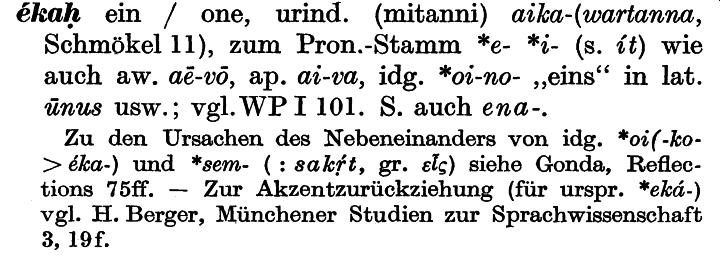 ékaḥ ein / one, urind. (mitanni) aika-(wartanna,
Schmökel 11), zum Pron.-Stamm *e- *i- (s. ít) wie
auch aw. aē-vō, ap. ai-va, idg. *oi-no- „eins“ in lat.
ūnus usw.; vgl. WP I 101. S. auch ena-.
Zu den Ursachen des Nebeneinanders von idg. *oi(-ko-
> éka-) und *sem- (: sakṛ́t, gr. εἷς) siehe Gonda, Reflec-
tions 75ff. — Zur Akzentzurückziehung (für urspr. *eká-)
vgl. H. Berger, Münchener Studien zur Sprachwissenschaft
3, 19f.